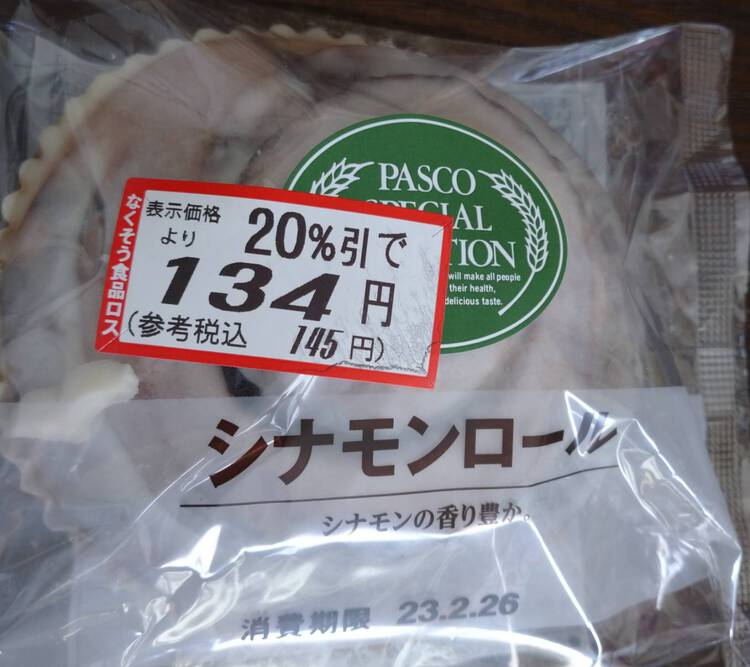 PASCO
SPECIAL
will make all people
their health,
delicious taste.
なくそう食品ロス
表示価格
より
20%引で
134円
(参考税込 145円)
シナモンロール
シナモンの香り豊か。
消費期限 23.2.26